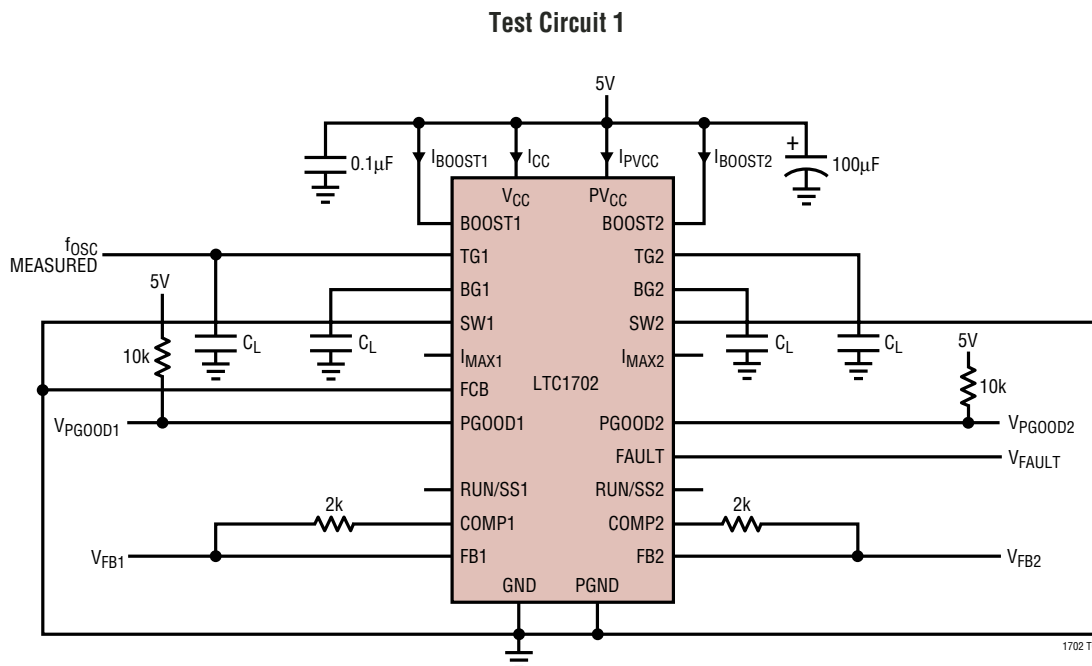 Test Circuit 1
5V
0.1µF
IBOOST1
ICC
IPVCC
IBOOST2
+
100µF
VCC
PVCC
BOOST1
BOOST2
fOSC
MEASURED
TG1
TG2
5V
BG1
BG2
SW1
SW2
10k
CL
CL
CL
CL
5V
IMAX1
IMAX2
LTC1702
10k
FCB
VPGOOD1
PGOOD1
PGOOD2
VPGOOD2
FAULT
VFAULT
RUN/SS1
RUN/SS2
2k
2k
COMP1
COMP2
VFB1
FB1
FB2
VFB2
GND
PGND
1702 T